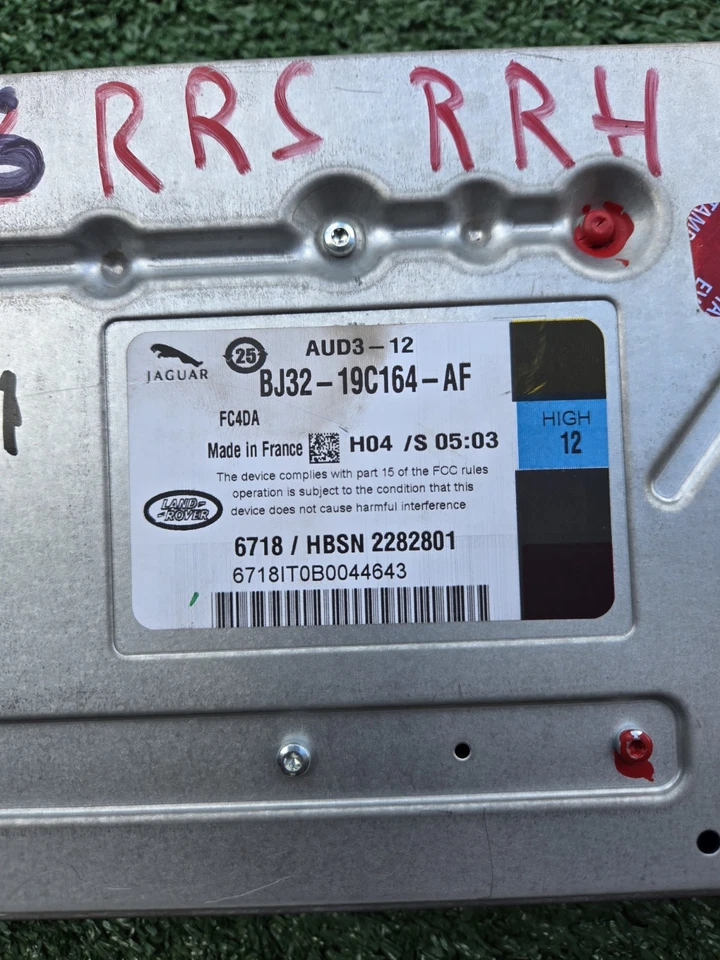 RRS RRH
AUD3-12
25
JAGUAR
BJ32-19C164-AF
FC4DA
HIGH
12
Made in France H04 /S 05:03
The device complies with part 15 of the FCC rules
operation is subject to the condition that this
device does not cause harmful interference
LAND-
-ROVER
6718 / HBSN 2282801
6718IT0B0044643